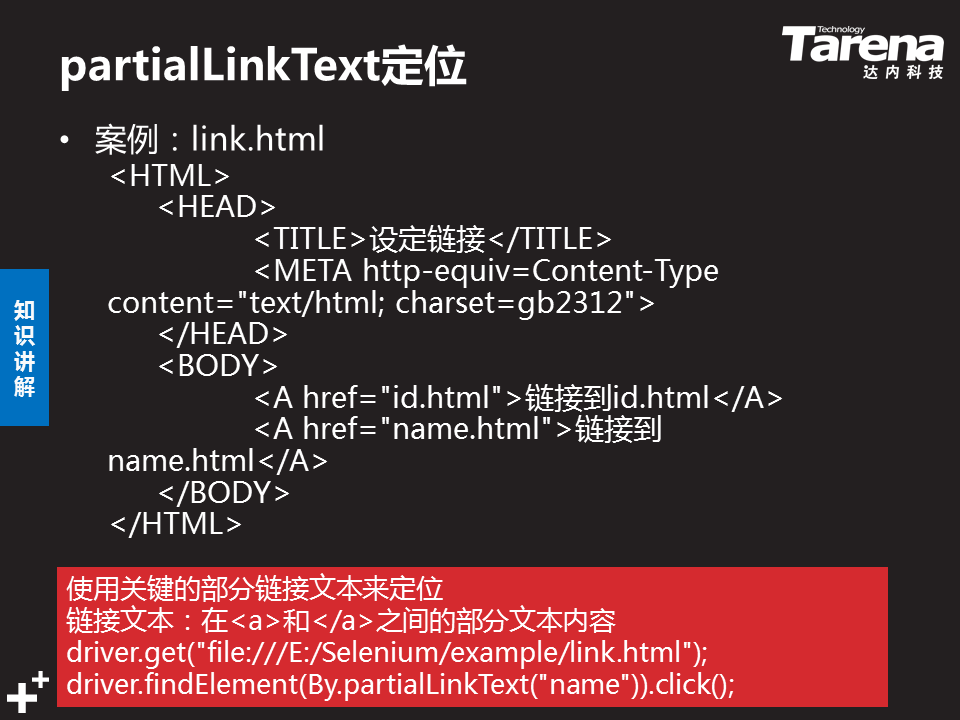 partialLinkText定位
Technology
Tarena
达内科技
• 案例：link.html
<HTML>
<HEAD>
<TITLE>设定链接</TITLE>
<META http-equiv=Content-Type
content="text/html; charset=gb2312">
</HEAD>
<BODY>
<A href="id.html">链接到id.html</A>
<A href="name.html">链接到
name.html</A>
</BODY>
</HTML>
知
识
讲
解
使用关键的部分链接文本来定位
链接文本：在<a>和</a>之间的部分文本内容
driver.get("file:///E:/Selenium/example/link.html");
driver.findElement(By.partialLinkText("name")).click();